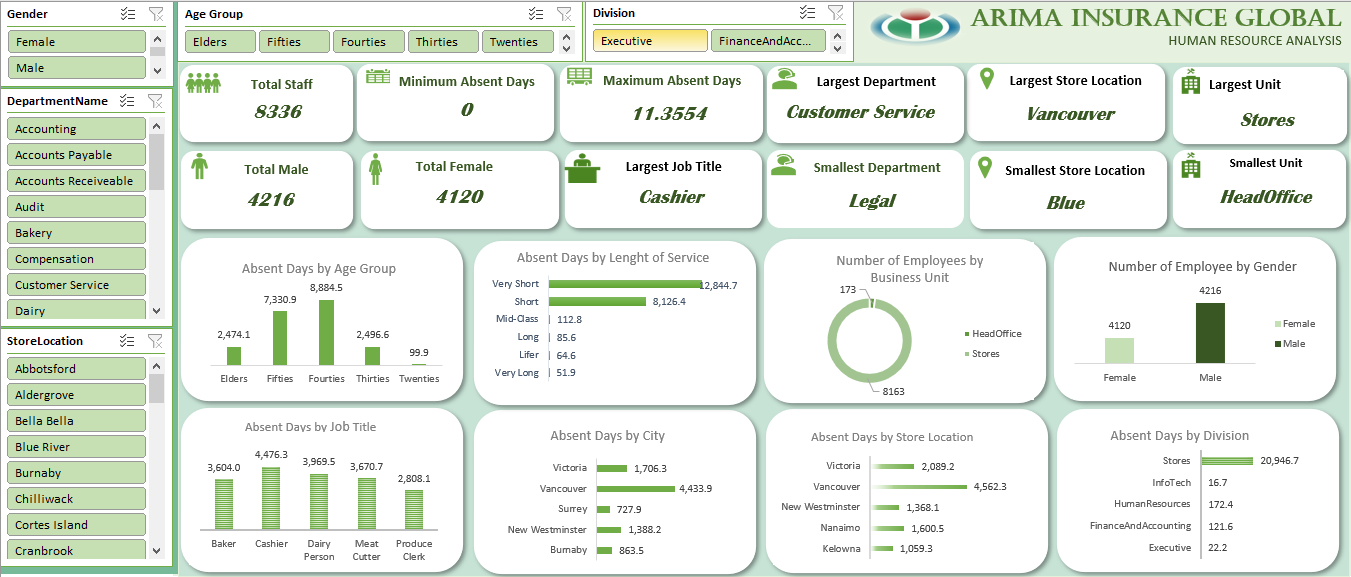 Gender
Female
Male
DepartmentName
Accounting
Accounts Payable
Accounts Receiveable
Audit
Bakery
Compensation
Customer Service
Dairy
StoreLocation
Abbotsford
Aldergrove
Bella Bella
Blue River
Burnaby
Chilliwack
Cortes Island
Cranbrook
Age Group
Elders
Fifties
Fourties
Thirties
Twenties
Division
Executive
FinanceAndAcc...
ARIMA INSURANCE GLOBAL
HUMAN RESOURCE ANALYSIS
Total Staff
8336
Minimum Absent Days
0
Maximum Absent Days
11.3554
Largest Department
Customer Service
Largest Store Location
Vancouver
Largest Unit
Stores
Total Male
4216
Total Female
4120
Largest Job Title
Cashier
Smallest Department
Legal
Smallest Store Location
Blue
Smallest Unit
HeadOffice
Absent Days by Age Group
2,474.1
7,330.9
8,884.5
2,496.6
99.9
Elders
Fifties
Fourties
Thirties
Twenties
Absent Days by Lenght of Service
Very Short 12,844.7
Short 8,126.4
Mid-Class 112.8
Long 85.6
Lifer 64.6
Very Long 51.9
Number of Employees by
Business Unit
173
8163
HeadOffice
Stores
Number of Employee by Gender
4120
4216
Female
Male
Female
Male
Absent Days by Job Title
3,604.0
4,476.3
3,969.5
3,670.7
2,808.1
Baker
Cashier
Dairy
Person
Meat
Cutter
Produce
Clerk
Absent Days by City
Victoria 1,706.3
Vancouver 4,433.9
Surrey 727.9
New Westminster 1,388.2
Burnaby 863.5
Absent Days by Store Location
Victoria 2,089.2
Vancouver 4,562.3
New Westminster 1,368.1
Nanaimo 1,600.5
Kelowna 1,059.3
Absent Days by Division
Stores 20,946.7
InfoTech 16.7
HumanResources 172.4
FinanceAndAccounting 121.6
Executive 22.2